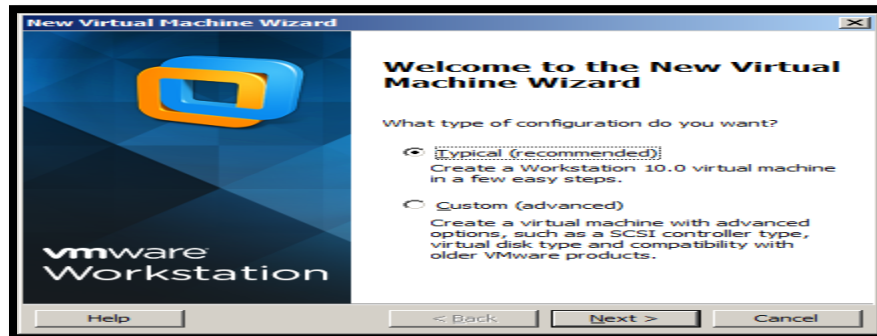 New Virtual Machine Wizard
Welcome to the New Virtual
Machine Wizard
What type of configuration do you want?
Typical (recommended)
Create a Workstation 10.0 virtual machine
in a few easy steps.
Custom (advanced)
Create a virtual machine with advanced
options, such as a SCSI controller type,
virtual disk type and compatibility with
older VMware products.
vmware
Workstation
Help
< Back
Next >
Cancel